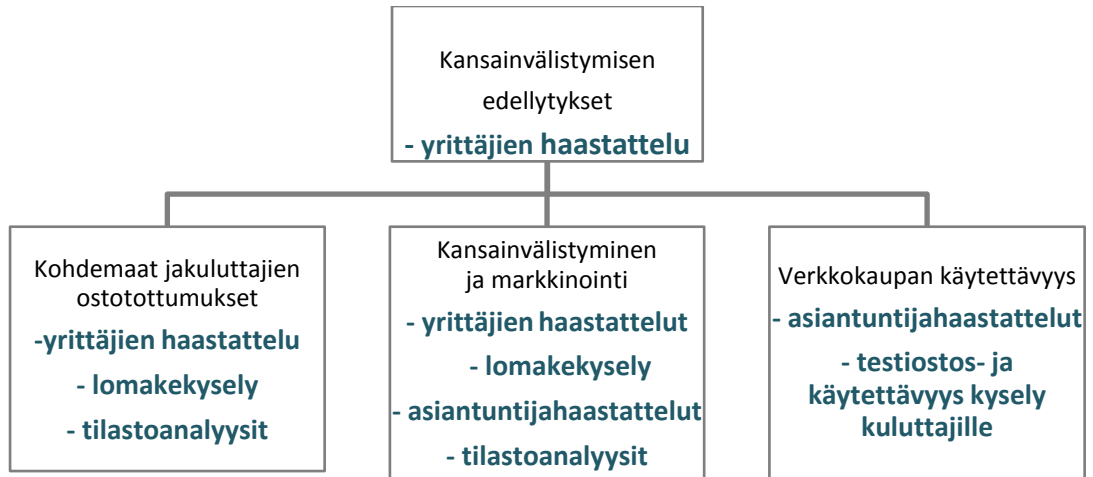 Kansainvälistymisen
edellytykset
- yrittäjien haastattelu
Kohdemaat jakuluttajien
ostotottumukset
-yrittäjien haastattelu
- lomakekysely
- tilastoanalyysit
Kansainvälistyminen
ja markkinointi
- yrittäjien haastattelut
- lomakekysely
- asiantuntijahaastattelut
- tilastoanalyysit
Verkkokaupan käytettävyys
- asiantuntijahaastattelut
- testiostos- ja
käytettävyys kysely
kuluttajille